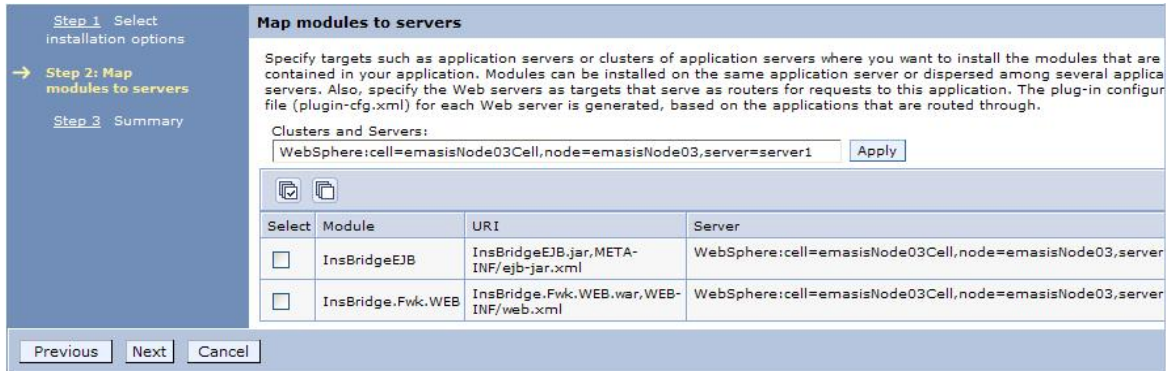 Step 1 Select
installation options
Step 2: Map
modules to servers
Step 3 Summary
Map modules to servers
Specify targets such as application servers or clusters of application servers where you want to install the modules that are
contained in your application. Modules can be installed on the same application server or dispersed among several applica
servers. Also, specify the Web servers as targets that serve as routers for requests to this application. The plug-in configur
file (plugin-cfg.xml) for each Web server is generated, based on the applications that are routed through.
Clusters and Servers:
WebSphere:cell=emasisNode03Cell,node=emasisNode03,server=server1 Apply
Select Module URI Server
InsBridgeEJB InsBridgeEJB.jar,META-
INF/ejb-jar.xml WebSphere:cell=emasisNode03Cell,node=emasisNode03,server
InsBridge.Fwk.WEB InsBridge.Fwk.WEB.war,WEB-
INF/web.xml WebSphere:cell=emasisNode03Cell,node=emasisNode03,server
Previous Next Cancel